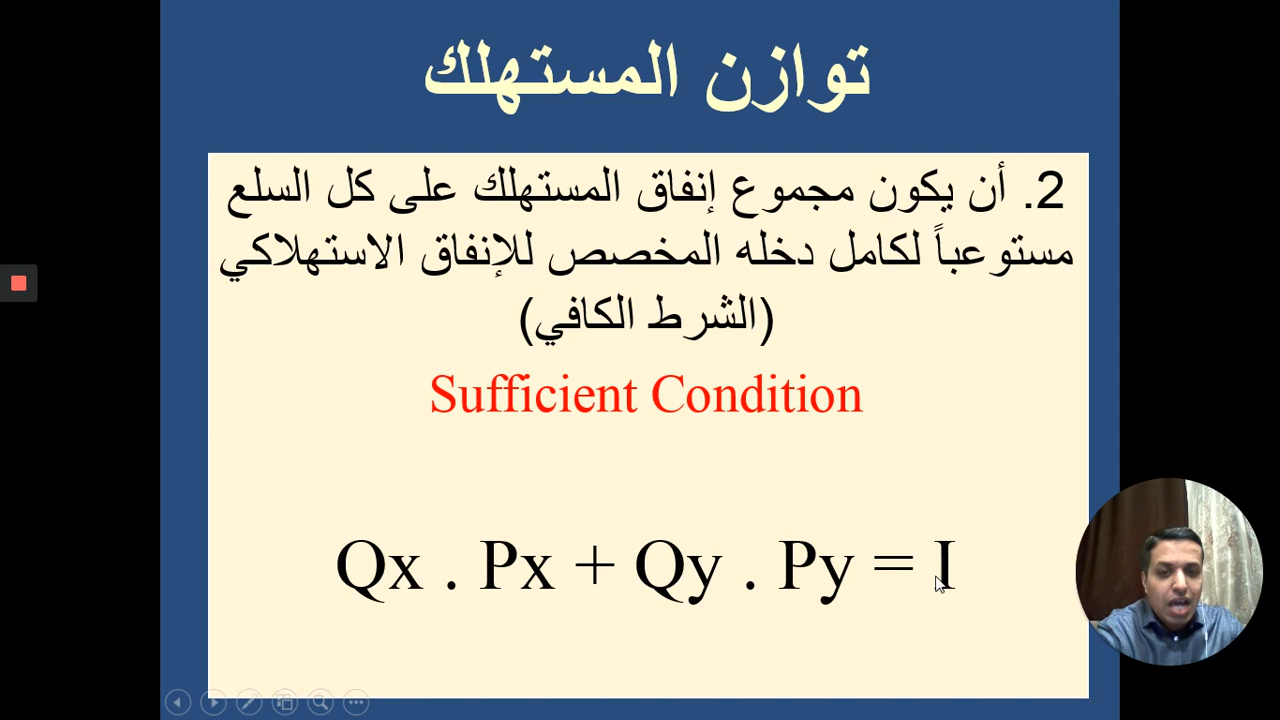 توازن المستهلك
2. أن يكون مجموع إنفاق المستهلك على كل السلع
مستوعباً لكامل دخله المخصص للإنفاق الاستهلاكي
(الشرط الكافي)
Sufficient Condition
Qx . Px + Qy . Py = I